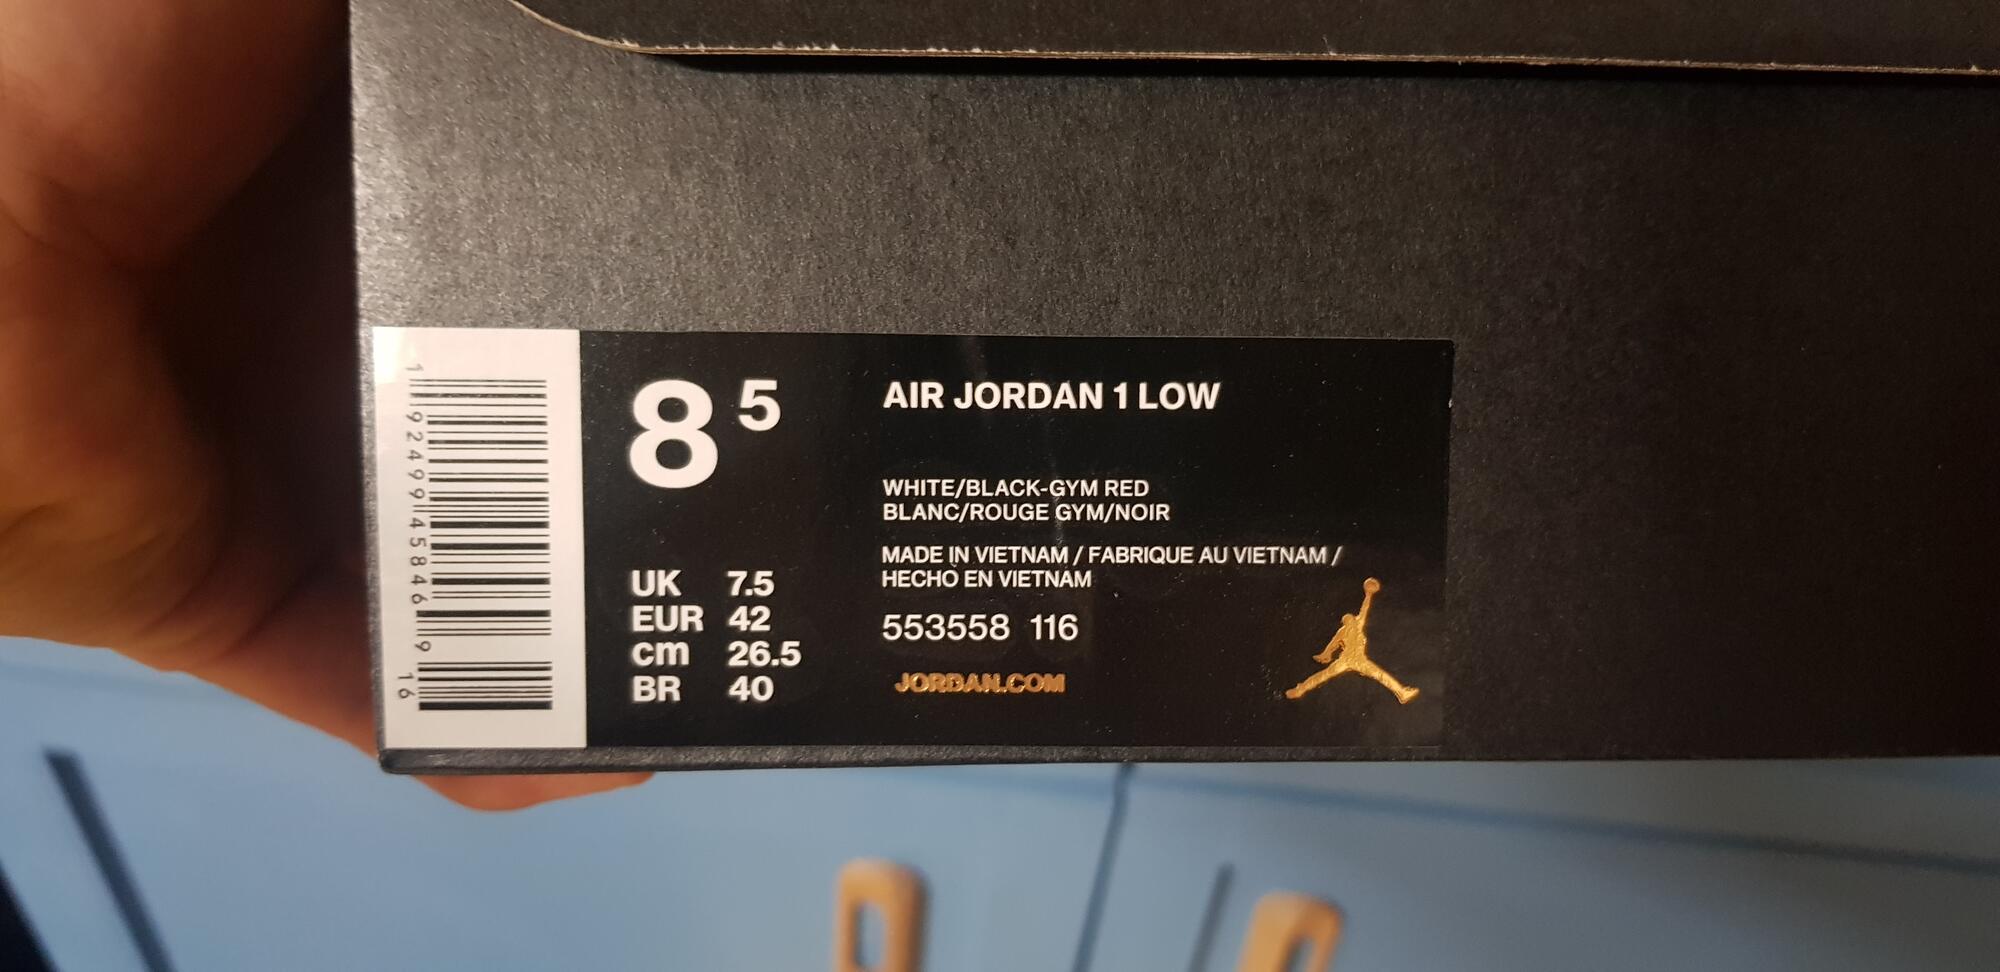 8 5
AIR JORDAN 1 LOW
WHITE/BLACK-GYM RED
BLANC/ROUGE GYM/NOIR
MADE IN VIETNAM / FABRIQUE AU VIETNAM /
HECHO EN VIETNAM
UK 7.5
EUR 42
cm 26.5
BR 40
553558 116
JORDAN.COM
1 92499 45846 9 16